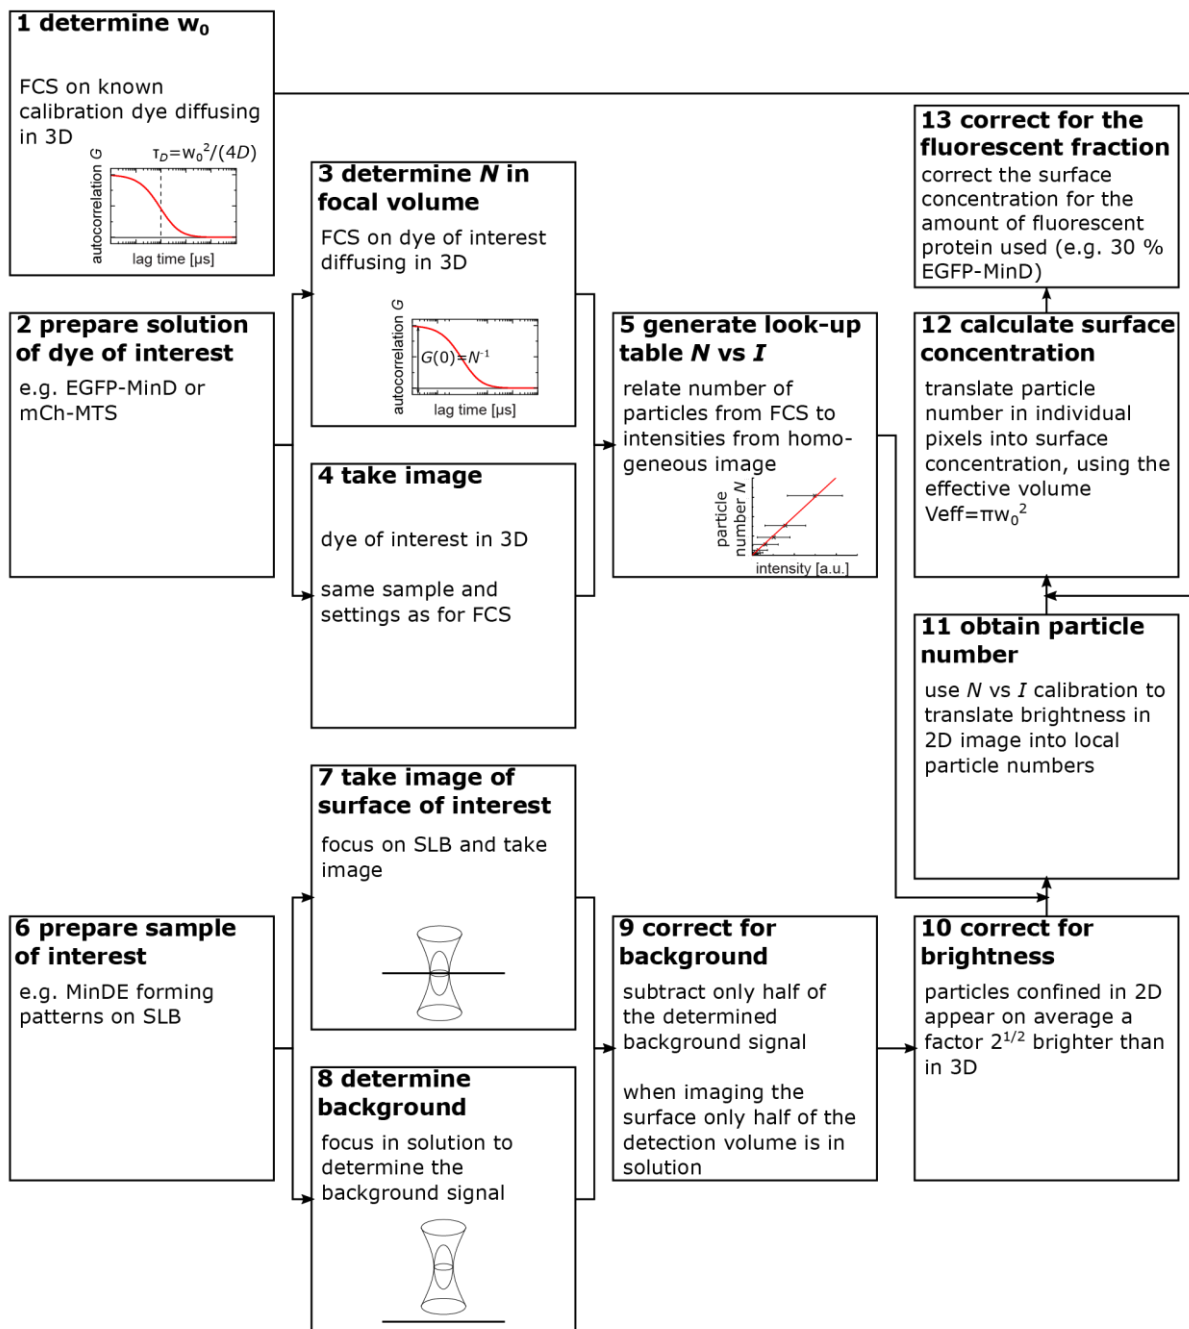 1 determine w₀
FCS on known
calibration dye diffusing
in 3D
τD=w₀²/(4D)
autocorrelation G
lag time [µs]
2 prepare solution
of dye of interest
e.g. EGFP-MinD or
mCh-MTS
3 determine N in
focal volume
FCS on dye of interest
diffusing in 3D
autocorrelation G
G(0)=N⁻¹
lag time [µs]
4 take image
dye of interest in 3D
same sample and
settings as for FCS
5 generate look-up
table N vs I
relate number of
particles from FCS to
intensities from homo-
geneous image
particle
number N
intensity [a.u.]
6 prepare sample
of interest
e.g. MinDE forming
patterns on SLB
7 take image of
surface of interest
focus on SLB and take
image
8 determine
background
focus in solution to
determine the
background signal
9 correct for
background
subtract only half of
the determined
background signal
when imaging the
surface only half of the
detection volume is in
solution
10 correct for
brightness
particles confined in 2D
appear on average a
factor 2¹ᐟ² brighter than
in 3D
11 obtain particle
number
use N vs I calibration to
translate brightness in
2D image into local
particle numbers
12 calculate surface
concentration
translate particle
number in individual
pixels into surface
concentration, using the
effective volume
Veff=πw₀²
13 correct for the
fluorescent fraction
correct the surface
concentration for the
amount of fluorescent
protein used (e.g. 30 %
EGFP-MinD)